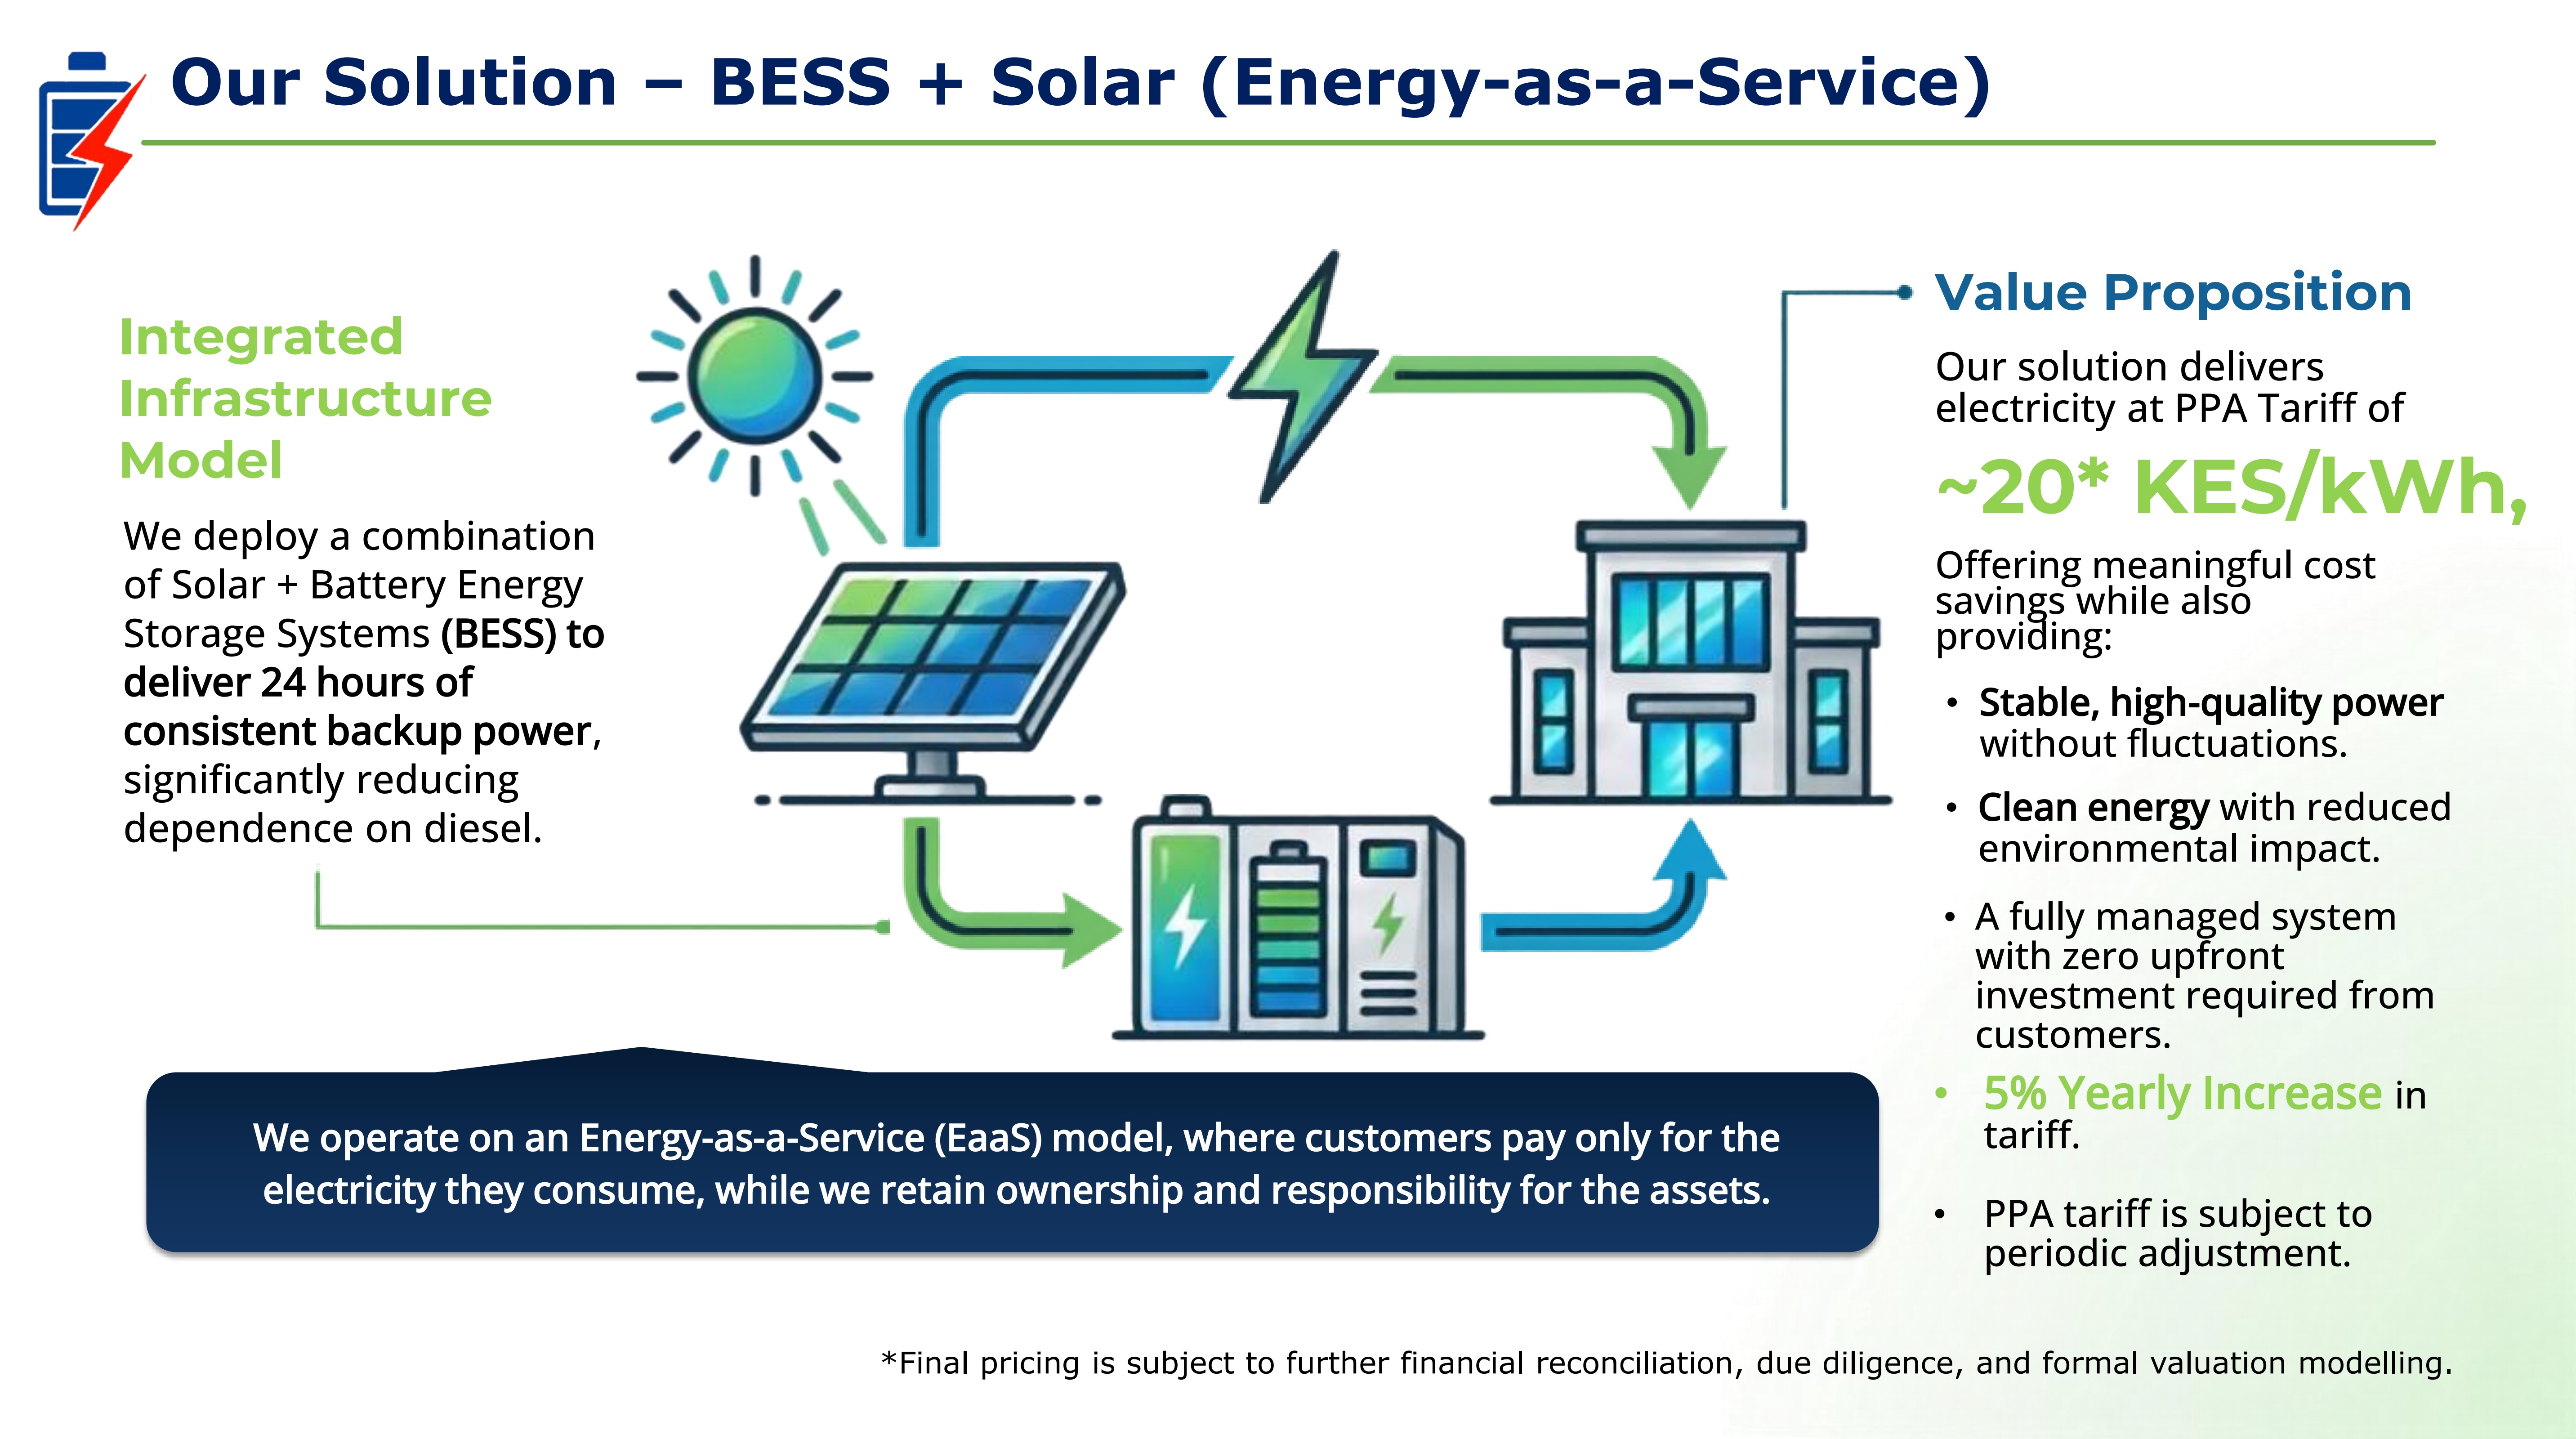 Our Solution – BESS + Solar (Energy-as-a-Service)
Integrated
Infrastructure
Model
We deploy a combination
of Solar + Battery Energy
Storage Systems (BESS) to
deliver 24 hours of
consistent backup power,
significantly reducing
dependence on diesel.
Value Proposition
Our solution delivers
electricity at PPA Tariff of
~20* KES/kWh,
Offering meaningful cost
savings while also
providing:
• Stable, high-quality power
without fluctuations.
• Clean energy with reduced
environmental impact.
• A fully managed system
with zero upfront
investment required from
customers.
• 5% Yearly Increase in
tariff.
• PPA tariff is subject to
periodic adjustment.
We operate on an Energy-as-a-Service (EaaS) model, where customers pay only for the
electricity they consume, while we retain ownership and responsibility for the assets.
*Final pricing is subject to further financial reconciliation, due diligence, and formal valuation modelling.